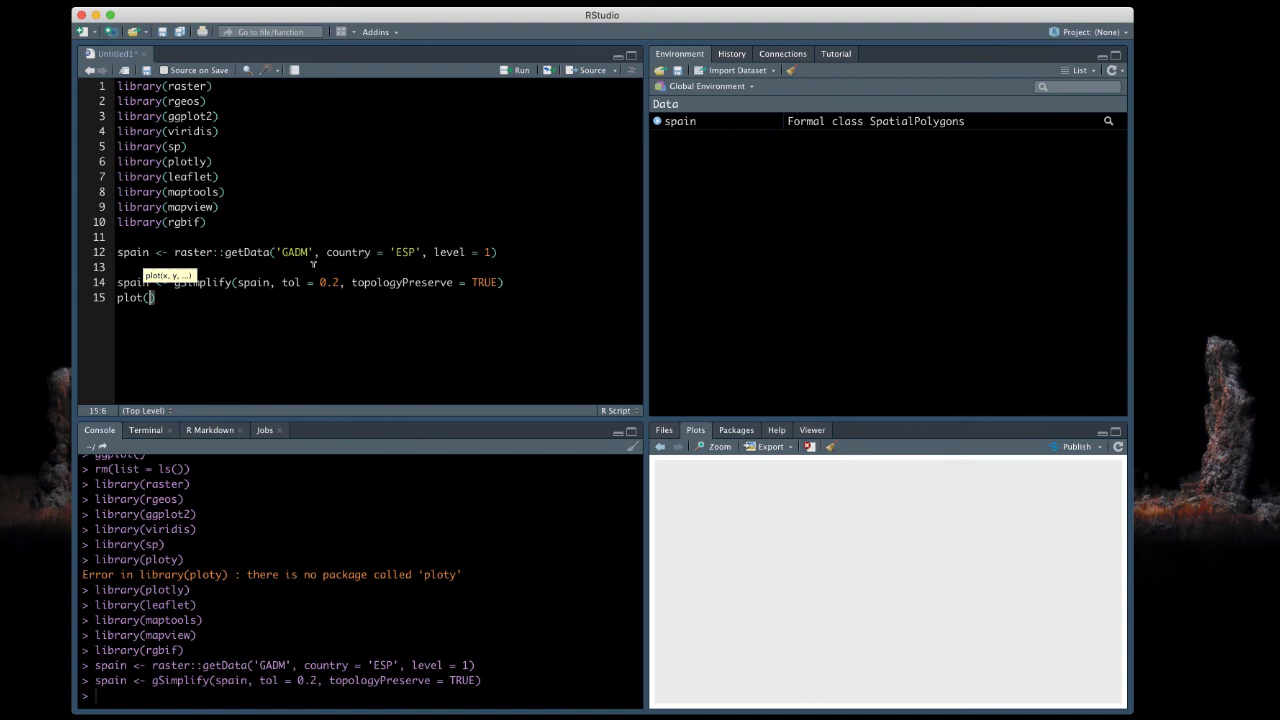 RStudio
Go to file/function
Addins
Project: (None)
Untitled1*
Source on Save
Run
Source
1 library(raster)
2 library(rgeos)
3 library(ggplot2)
4 library(viridis)
5 library(sp)
6 library(plotly)
7 library(leaflet)
8 library(maptools)
9 library(mapview)
10 library(rgbif)
11
12 spain <- raster::getData('GADM', country = 'ESP', level = 1)
13
plot(x, y, ...)
14 spain <- gSimplify(spain, tol = 0.2, topologyPreserve = TRUE)
15 plot()
15:6 (Top Level) R Script
Environment History Connections Tutorial
Import Dataset List
Global Environment
Data
spain Formal class SpatialPolygons
Console Terminal R Markdown Jobs
~/
> ggplot()
> rm(list = ls())
> library(raster)
> library(rgeos)
> library(ggplot2)
> library(viridis)
> library(sp)
> library(ploty)
Error in library(ploty) : there is no package called ‘ploty’
> library(plotly)
> library(leaflet)
> library(maptools)
> library(mapview)
> library(rgbif)
> spain <- raster::getData('GADM', country = 'ESP', level = 1)
> spain <- gSimplify(spain, tol = 0.2, topologyPreserve = TRUE)
>
Files Plots Packages Help Viewer
Zoom Export Publish